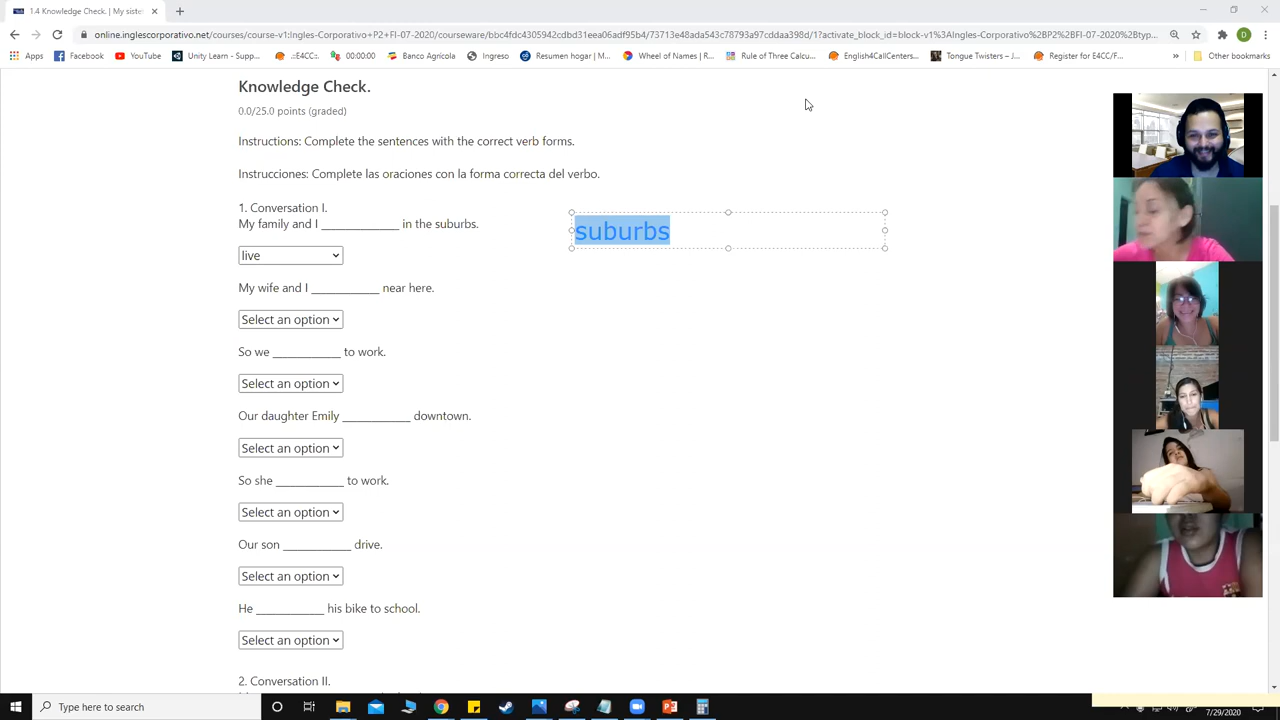 1.4 Knowledge Check. | My siste
online.inglescorporativo.net/courses/course-v1:Ingles-Corporativo+P2+FI-07-2020/courseware/bbc4fdc4305942cdbd31eea06adf95b4/73713e48ada543c78793a97cddaa398d/1?activate_block_id=block-v1%3AIngles-Corporativo%2BP2%2BFI-07-2020%2Btyp...
Apps Facebook YouTube Unity Learn - Supp... .::E4CC:. 00:00:00 Banco Agrícola Ingreso Resumen hogar | M... Wheel of Names | R... Rule of Three Calcu... English4CallCenters... Tongue Twisters – J... Register for E4CC/F... » Other bookmarks
Knowledge Check.
0.0/25.0 points (graded)
Instructions: Complete the sentences with the correct verb forms.
Instrucciones: Complete las oraciones con la forma correcta del verbo.
1. Conversation I.
My family and I _____________ in the suburbs.
suburbs
live
My wife and I ___________ near here.
Select an option
So we ___________ to work.
Select an option
Our daughter Emily ___________ downtown.
Select an option
So she ___________ to work.
Select an option
Our son ___________ drive.
Select an option
He ___________ his bike to school.
Select an option
2. Conversation II.
Type here to search
7/29/2020